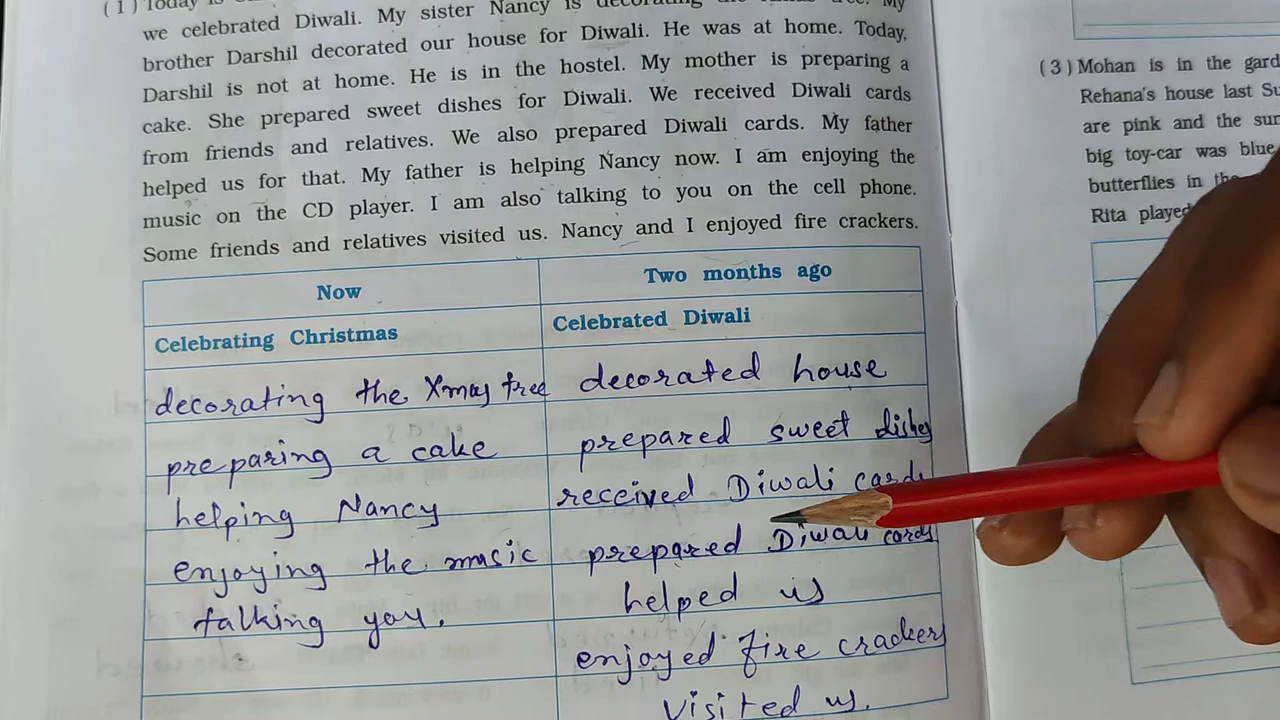 (1) Today is
we celebrated Diwali. My sister Nancy is decorating the My
brother Darshil decorated our house for Diwali. He was at home. Today,
Darshil is not at home. He is in the hostel. My mother is preparing a
cake. She prepared sweet dishes for Diwali. We received Diwali cards
from friends and relatives. We also prepared Diwali cards. My father
helped us for that. My father is helping Nancy now. I am enjoying the
music on the CD player. I am also talking to you on the cell phone.
Some friends and relatives visited us. Nancy and I enjoyed fire crackers.
Now Two months ago
Celebrating Christmas Celebrated Diwali
decorating the Xmas tree decorated house
preparing a cake prepared sweet dishes
helping Nancy received Diwali cards
enjoying the music prepared Diwali cards
talking you. helped us
enjoyed fire crackers
visited us.
(3) Mohan is in the gard
Rehana's house last Su
are pink and the sun
big toy-car was blue
butterflies in the
Rita played